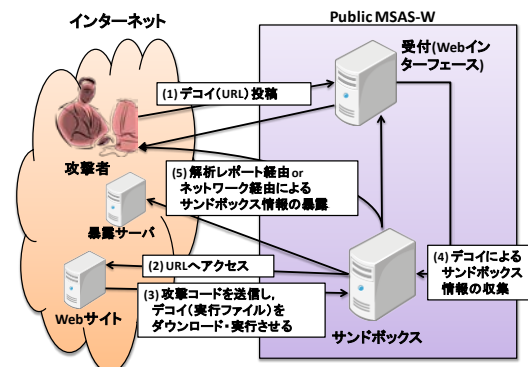 インターネット
Public MSAS-W
受付(Webイン
ターフェース)
(1) デコイ(URL)投稿
攻撃者
(5) 解析レポート経由or
ネットワーク経由による
サンドボックス情報の暴露
暴露サーバ
(2) URLへアクセス
(4) デコイによる
サンドボックス
情報の収集
(3) 攻撃コードを送信し,
デコイ(実行ファイル)を
ダウンロード・実行させる
Webサイト
サンドボックス